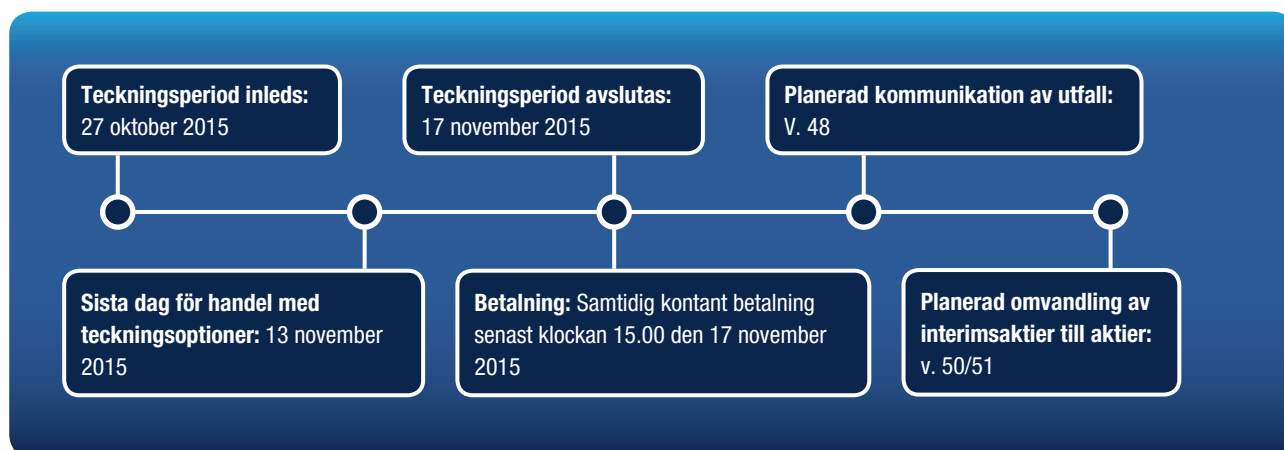 Teckningsperiod inleds:
27 oktober 2015
Teckningsperiod avslutas:
17 november 2015
Planerad kommunikation av utfall:
V. 48
Sista dag för handel med
teckningsoptioner: 13 november
2015
Betalning: Samtidig kontant betalning
senast klockan 15.00 den 17 november
2015
Planerad omvandling av
interimsaktier till aktier:
v. 50/51